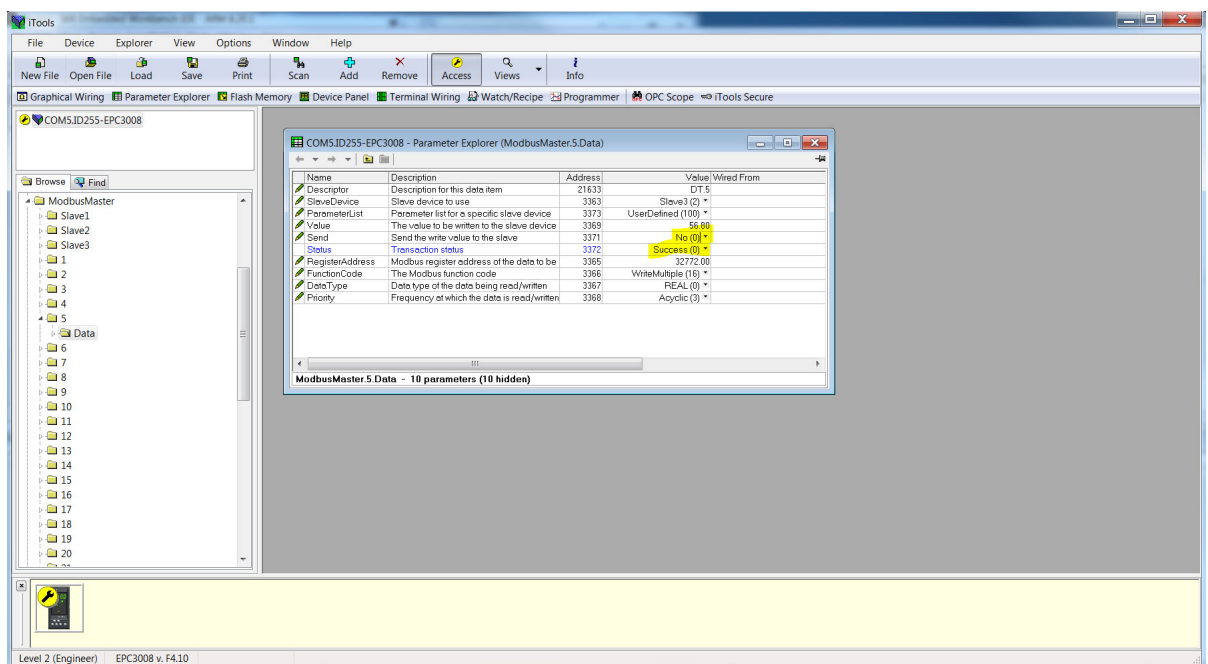 iTools
File Device Explorer View Options Window Help
New File Open File Load Save Print Scan Add Remove Access Views Info
Graphical Wiring Parameter Explorer Flash Memory Device Panel Terminal Wiring Watch/Recipe Programmer OPC Scope iTools Secure
COM5.ID255-EPC3008
Browse Find
ModbusMaster
Slave1
Slave2
Slave3
1
2
3
4
5
Data
6
7
8
9
10
11
12
13
14
15
16
17
18
19
20
COM5.ID255-EPC3008 - Parameter Explorer (ModbusMaster.5.Data)
Name Description Address Value Wired From
Descriptor Description for this data item 21633 DT.5
SlaveDevice Slave device to use 3363 Slave3 (2)
ParameterList Parameter list for a specific slave device 3373 UserDefined (100)
Value The value to be written to the slave device 3369 56.80
Send Send the write value to the slave 3371 No (0)
Status Transaction status 3372 Success (0)
RegisterAddress Modbus register address of the data to be 3365 32772.00
FunctionCode The Modbus function code 3366 WriteMultiple (16)
DataType Data type of the data being read/written 3367 REAL (0)
Priority Frequency at which the data is read/written 3368 Acyclic (3)
ModbusMaster.5.Data - 10 parameters (10 hidden)
Level 2 (Engineer) EPC3008 v. F4.10